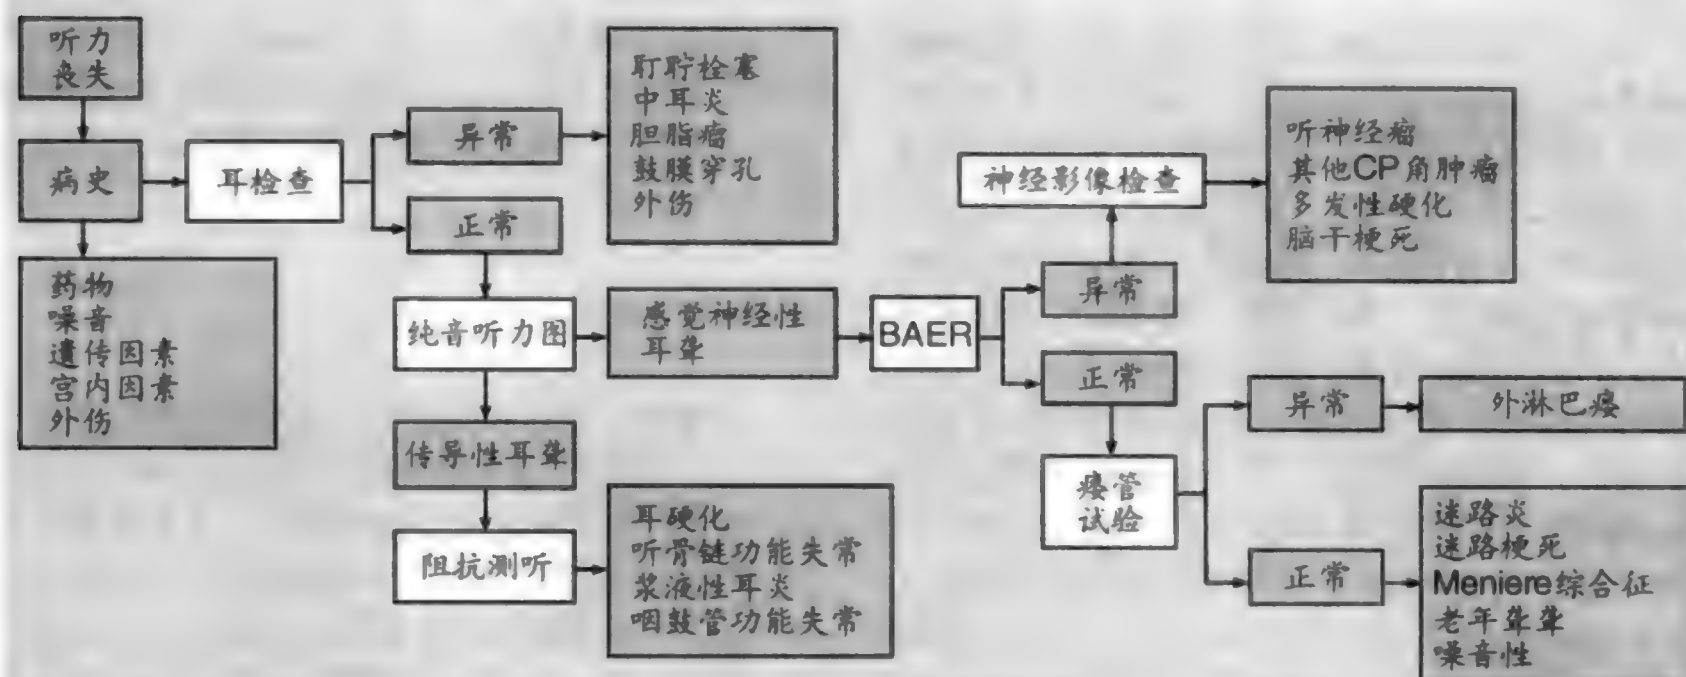 听力
丧失
病史
药物
噪音
遗传因素
宫内因素
外伤
耳检查
异常
耵聍栓塞
中耳炎
胆脂瘤
鼓膜穿孔
外伤
正常
纯音听力图
感觉神经性
耳聋
传导性耳聋
阻抗测听
耳硬化
听骨链功能失常
浆液性耳炎
咽鼓管功能失常
BAER
异常
神经影像检查
听神经瘤
其他CP角肿瘤
多发性硬化
脑干梗死
正常
瘘管
试验
异常
外淋巴瘘
正常
迷路炎
迷路梗死
Meniere综合征
老年聋聋
噪音性